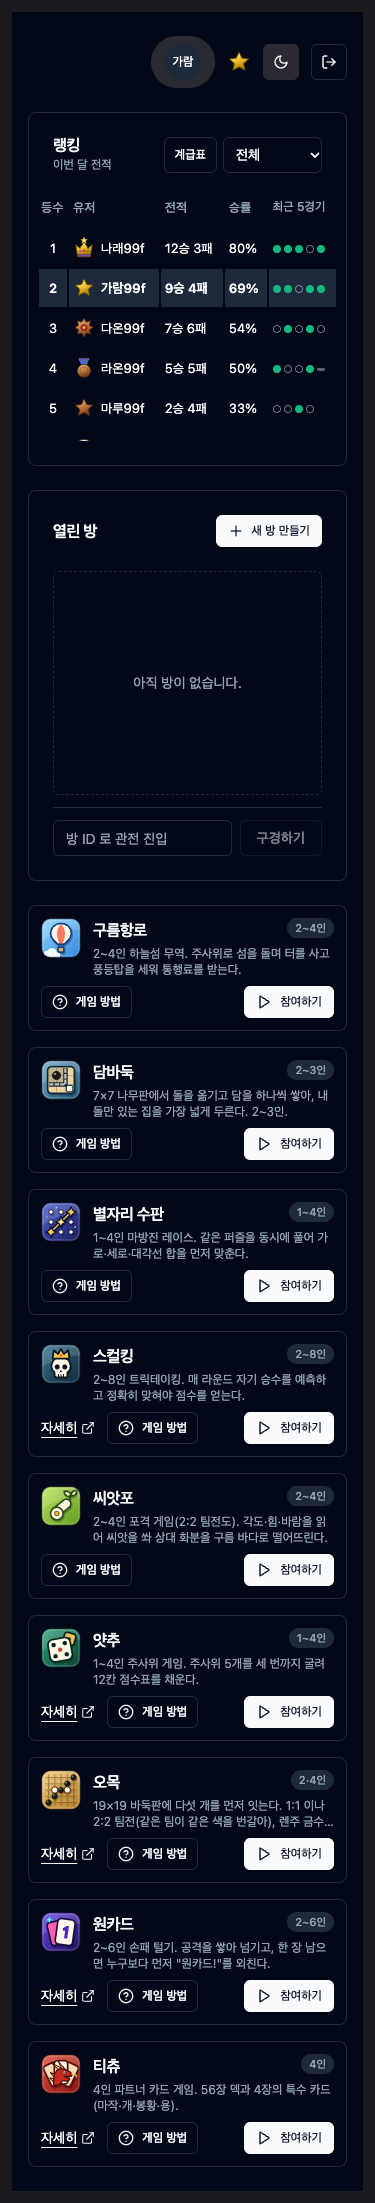 가람
랭킹
이번 달 전적
계급표
전체
등수 유저 전적 승률 최근 5경기
1 나래99f 12승 3패 80%
2 가람99f 9승 4패 69%
3 다온99f 7승 6패 54%
4 라온99f 5승 5패 50%
5 마루99f 2승 4패 33%
열린 방
새 방 만들기
아직 방이 없습니다.
방 ID 로 관전 진입
구경하기
구름항로
2~4인
2~4인 하늘섬 무역. 주사위로 섬을 돌며 터를 사고
풍등탑을 세워 통행료를 받는다.
게임 방법
참여하기
담바둑
2~3인
7×7 나무판에서 돌을 옮기고 담을 하나씩 쌓아, 내
돌만 있는 집을 가장 넓게 두른다. 2~3인.
게임 방법
참여하기
별자리 수판
1~4인
1~4인 마방진 레이스. 같은 퍼즐을 동시에 풀어 가
로·세로·대각선 합을 먼저 맞춘다.
게임 방법
참여하기
스컬킹
2~8인
2~8인 트릭테이킹. 매 라운드 자기 승수를 예측하
고 정확히 맞춰야 점수를 얻는다.
자세히
게임 방법
참여하기
씨앗포
2~4인
2~4인 포격 게임(2:2 팀전도). 각도·힘·바람을 읽
어 씨앗을 쏴 상대 화분을 구름 바다로 떨어뜨린다.
게임 방법
참여하기
얏추
1~4인
1~4인 주사위 게임. 주사위 5개를 세 번까지 굴려
12칸 점수표를 채운다.
자세히
게임 방법
참여하기
오목
2·4인
19×19 바둑판에 다섯 개를 먼저 잇는다. 1:1 이나
2:2 팀전(같은 팀이 같은 색을 번갈아), 렌주 금수…
자세히
게임 방법
참여하기
원카드
2~6인
2~6인 손패 털기. 공격을 쌓아 넘기고, 한 장 남으
면 누구보다 먼저 "원카드!"를 외친다.
자세히
게임 방법
참여하기
티츄
4인
4인 파트너 카드 게임. 56장 덱과 4장의 특수 카드
(마작·개·봉황·용).
자세히
게임 방법
참여하기